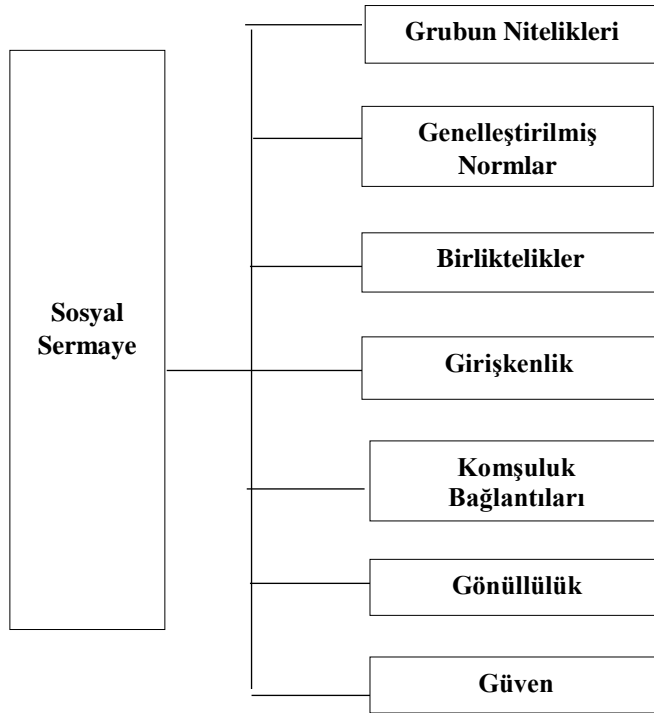 Grubun Nitelikleri
Genelleştirilmiş
Normlar
Birliktelikler
Sosyal
Sermaye
Girişkenlik
Komşuluk
Bağlantıları
Gönüllülük
Güven